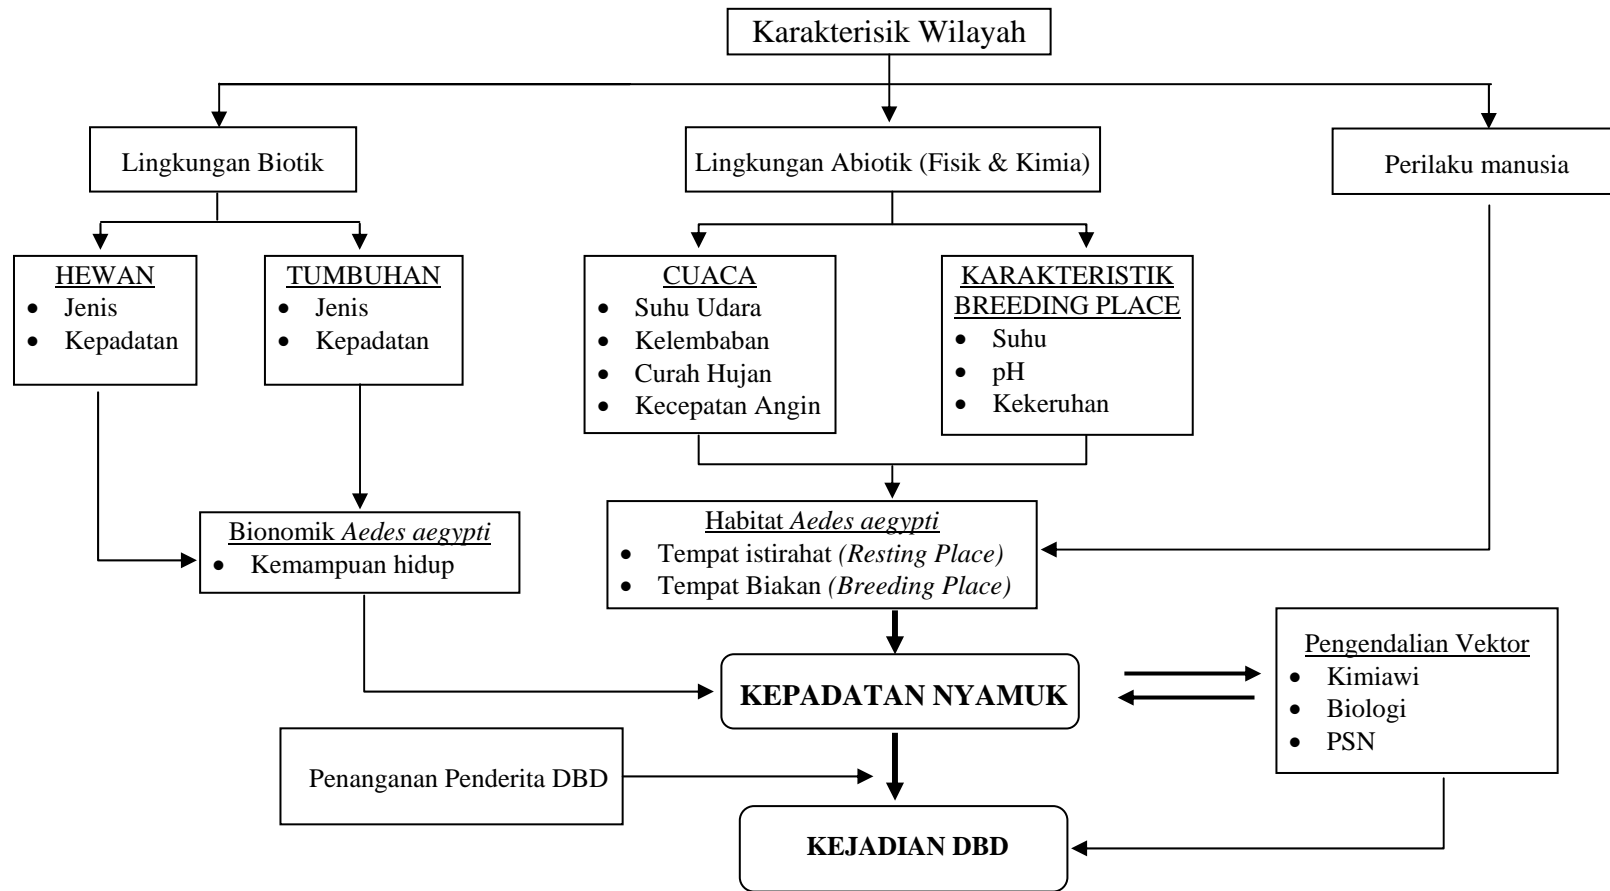 Karakterisik Wilayah
Lingkungan Biotik
Lingkungan Abiotik (Fisik & Kimia)
Perilaku manusia
HEWAN
• Jenis
• Kepadatan
TUMBUHAN
• Jenis
• Kepadatan
CUACA
• Suhu Udara
• Kelembaban
• Curah Hujan
• Kecepatan Angin
KARAKTERISTIK
BREEDING PLACE
• Suhu
• pH
• Kekeruhan
Bionomik Aedes aegypti
• Kemampuan hidup
Habitat Aedes aegypti
• Tempat istirahat (Resting Place)
• Tempat Biakan (Breeding Place)
KEPADATAN NYAMUK
Pengendalian Vektor
• Kimiawi
• Biologi
• PSN
Penanganan Penderita DBD
KEJADIAN DBD